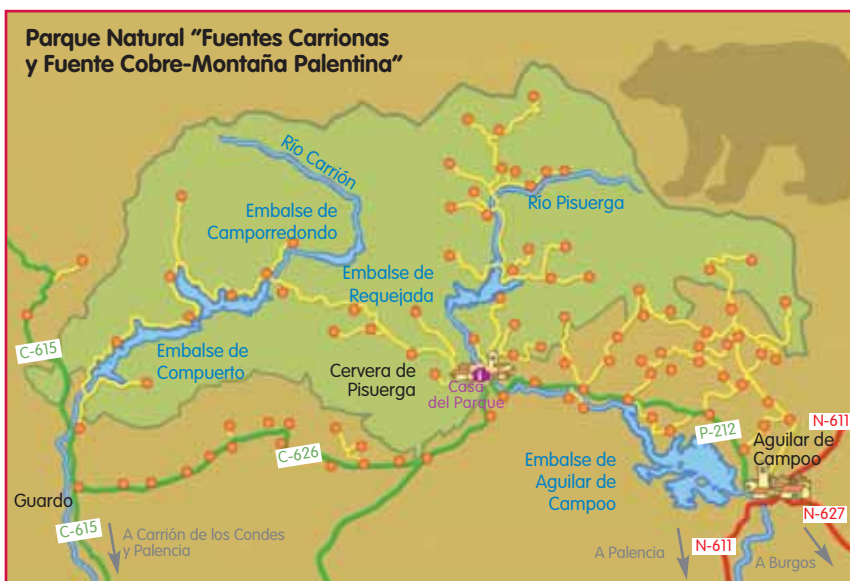 Parque Natural "Fuentes Carrionas
y Fuente Cobre-Montaña Palentina"
Río Carrión
Río Pisuerga
Embalse de
Camporredondo
Embalse de
Requejada
C-615
Embalse de
Compuerto
Cervera de
Pisuerga
Casa
del Parque
P-212
N-611
Aguilar de
Campoo
C-626
Embalse de
Aguilar de
Campoo
Guardo
N-627
C-615
A Carrión de los Condes
y Palencia
A Palencia
N-611
A Burgos